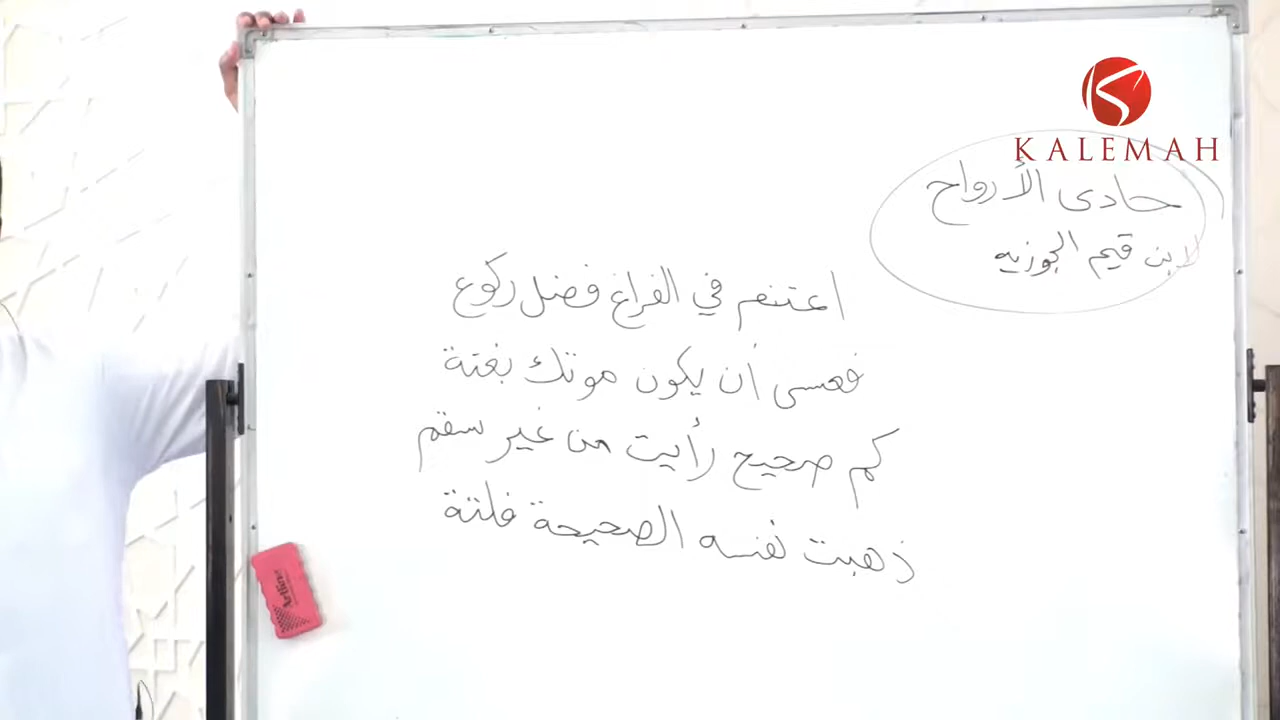 KALEMAH
حادى الأرواح
لابن قيم الجوزيه
اغتنم في الفراغ فضل ركوع
فعسى أن يكون موتك بغتة
كم صحيح رأيت من غير سقم
ذهبت نفسه الصحيحة فلتة
Artline